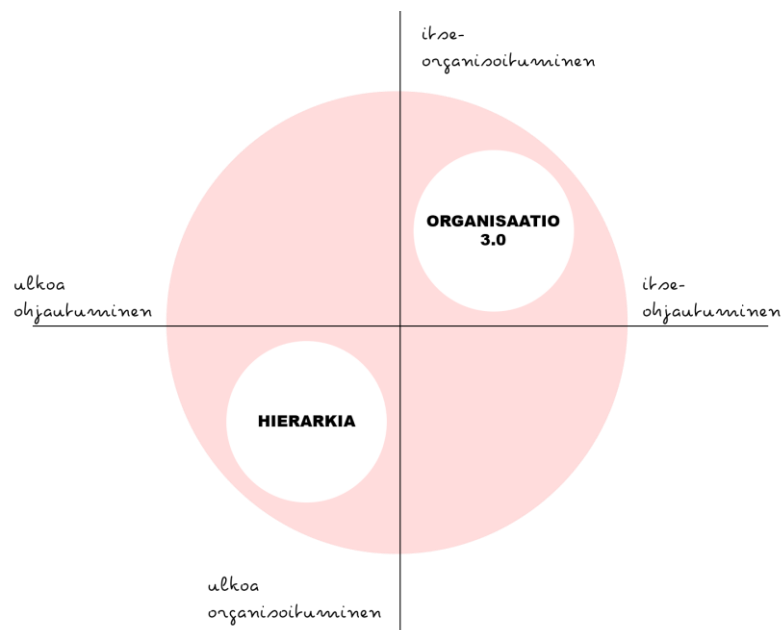 itse-
organisoituminen
ORGANISAATIO
3.0
ulkoa
ohjautuminen
itse-
ohjautuminen
HIERARKIA
ulkoa
organisoituminen